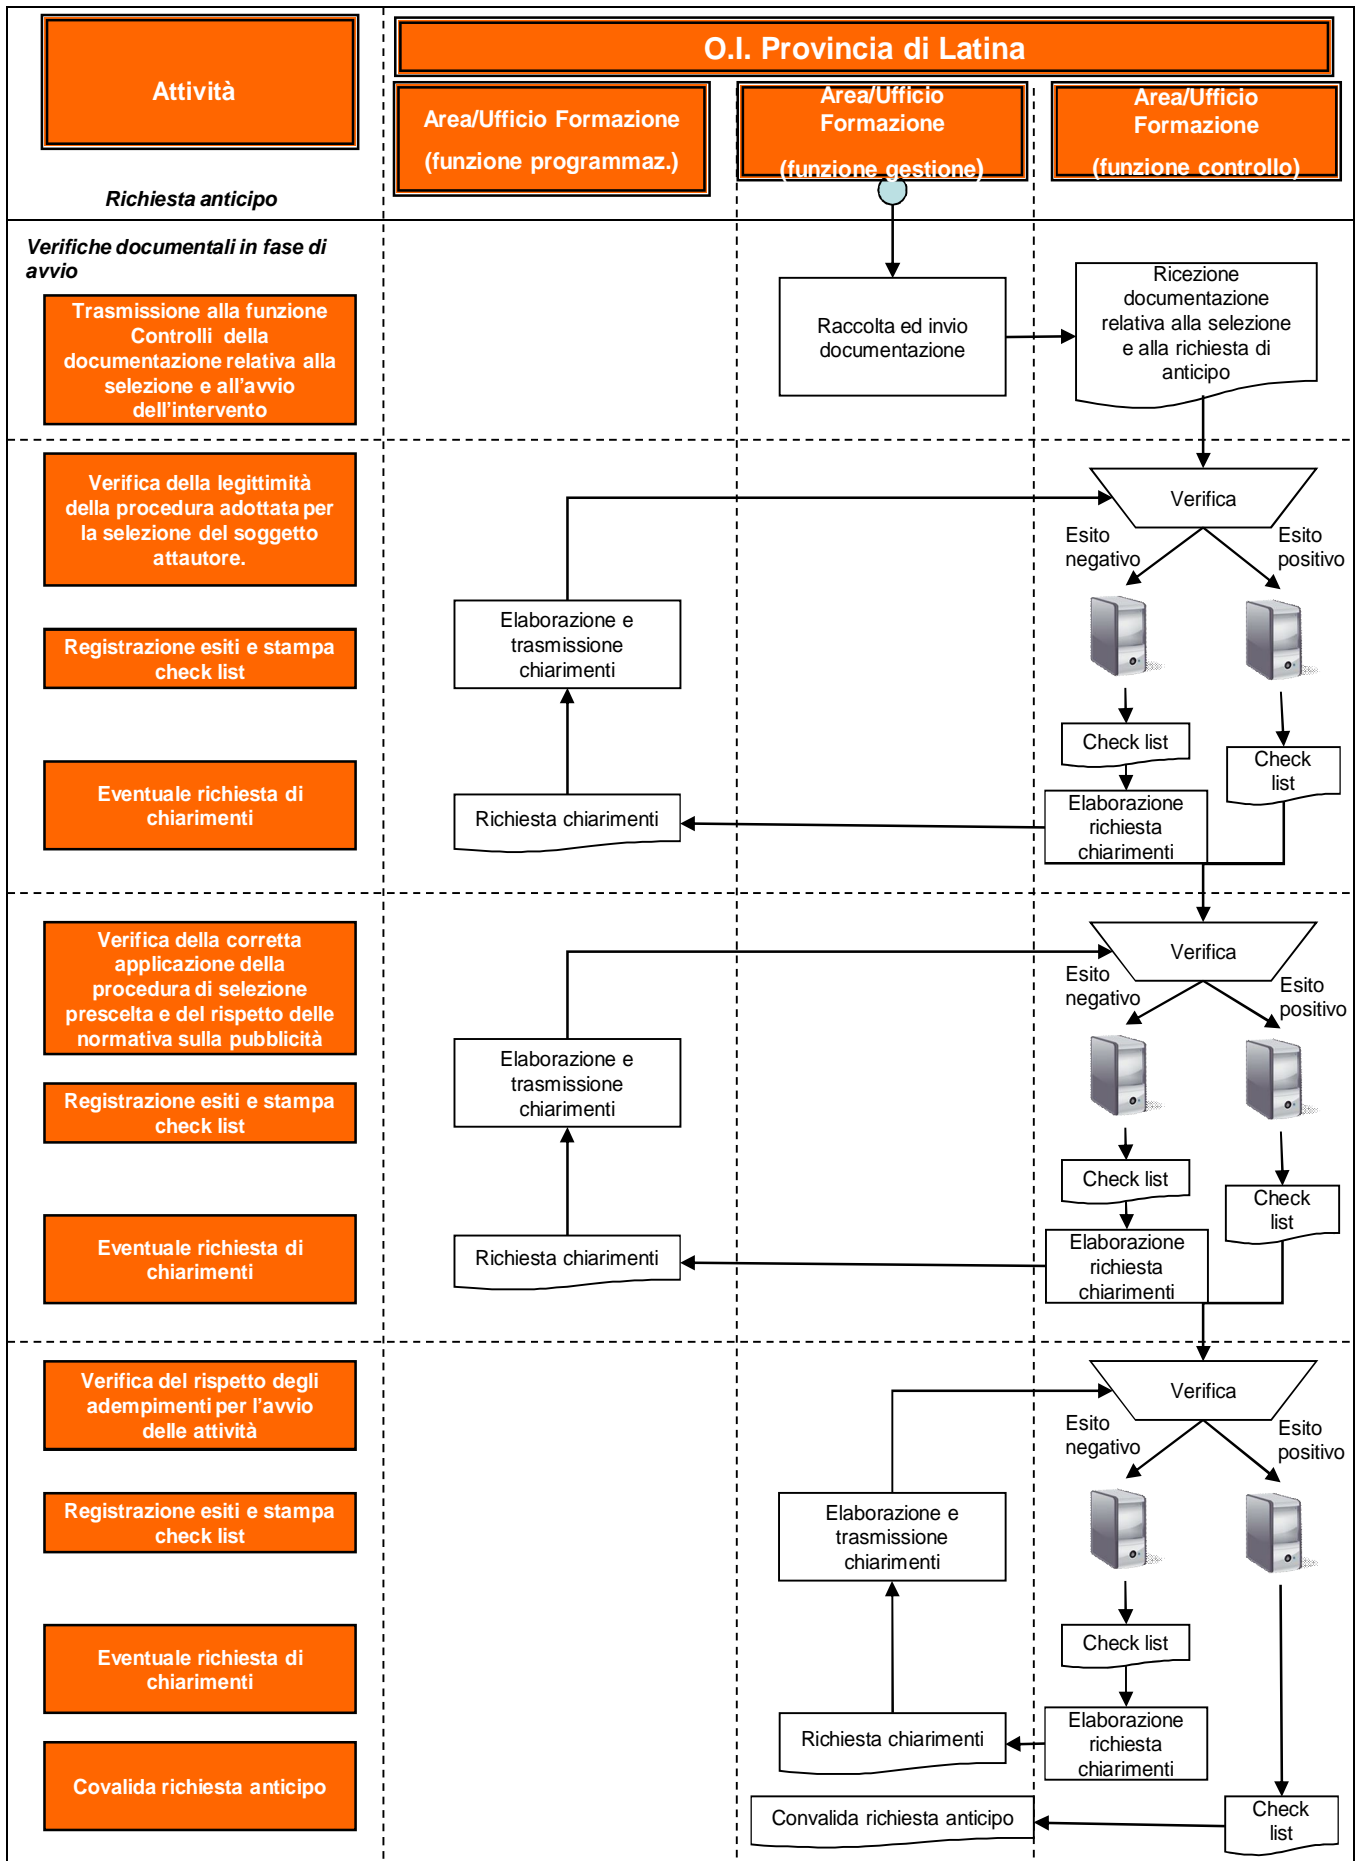 Attività
O.I. Provincia di Latina
Area/Ufficio Formazione
(funzione programmaz.)
Area/Ufficio
Formazione
(funzione gestione)
Area/Ufficio
Formazione
(funzione controllo)
Richiesta anticipo
Verifiche documentali in fase di
avvio
Trasmissione alla funzione
Controlli della
documentazione relativa alla
selezione e all'avvio
dell'intervento
Raccolta ed invio
documentazione
Ricezione
documentazione
relativa alla selezione
e alla richiesta di
anticipo
Verifica della legittimità
della procedura adottata per
la selezione del soggetto
attautore.
Verifica
Esito
negativo
Esito
positivo
Registrazione esiti e stampa
check list
Elaborazione e
trasmissione
chiarimenti
Check list
Check
list
Eventuale richiesta di
chiarimenti
Richiesta chiarimenti
Elaborazione
richiesta
chiarimenti
Verifica della corretta
applicazione della
procedura di selezione
prescelta e del rispetto delle
normativa sulla pubblicità
Verifica
Esito
negativo
Esito
positivo
Registrazione esiti e stampa
check list
Elaborazione e
trasmissione
chiarimenti
Check list
Check
list
Eventuale richiesta di
chiarimenti
Richiesta chiarimenti
Elaborazione
richiesta
chiarimenti
Verifica del rispetto degli
adempimenti per l'avvio
delle attività
Verifica
Esito
negativo
Esito
positivo
Registrazione esiti e stampa
check list
Elaborazione e
trasmissione
chiarimenti
Check list
Eventuale richiesta di
chiarimenti
Richiesta chiarimenti
Elaborazione
richiesta
chiarimenti
Covalida richiesta anticipo
Convalida richiesta anticipo
Check
list